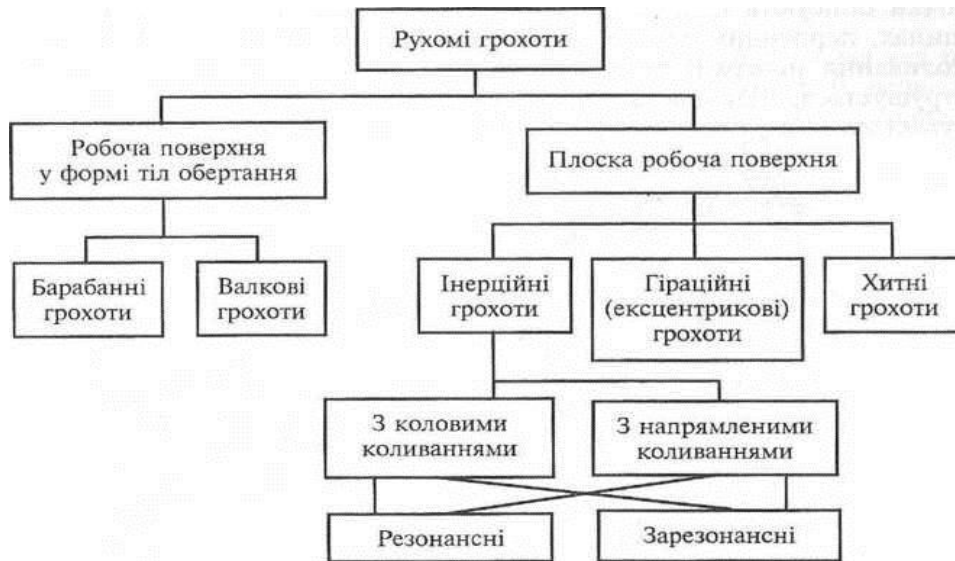 Рухомі грохоти
Робоча поверхня
у формі тіл обертання
Плоска робоча поверхня
Барабанні
грохоти
Валкові
грохоти
Інерційні
грохоти
Гіраційні
(ексцентрикові)
грохоти
Хитні
грохоти
З коловими
коливаннями
З напрямленими
коливаннями
Резонансні
Зарезонансні